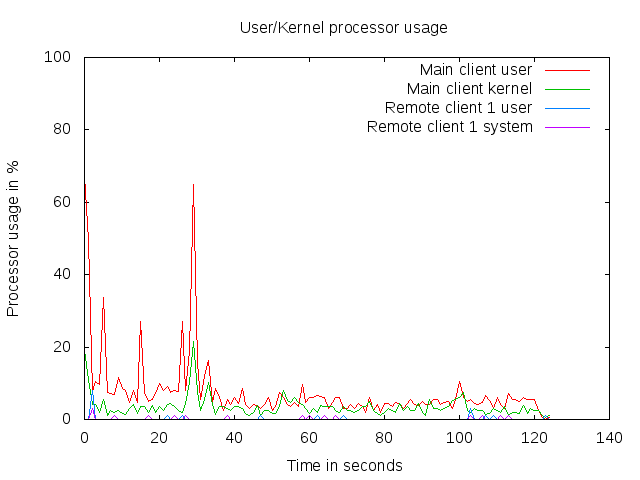 User/Kernel processor usage
100
80
60
40
20
0
Processor usage in %
Main client user
Main client kernel
Remote client 1 user
Remote client 1 system
0 20 40 60 80 100 120 140
Time in seconds